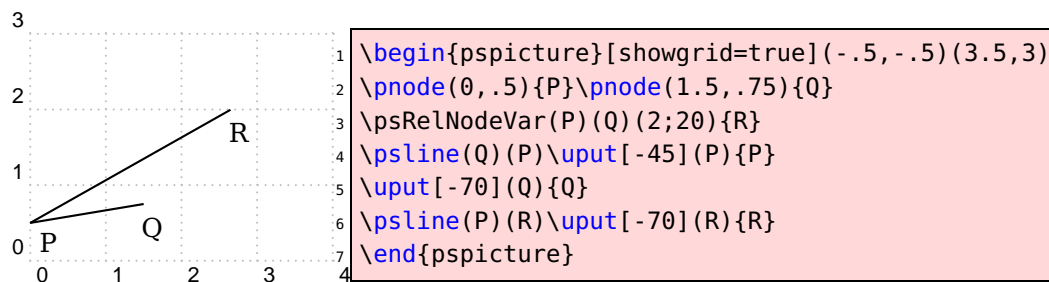 3
2
1
0
0 1 2 3 4
R
Q
P
1 \begin{pspicture}[showgrid=true](-.5,-.5)(3.5,3)
2 \pnode(0,.5){P}\pnode(1.5,.75){Q}
3 \psRelNodeVar(P)(Q)(2;20){R}
4 \psline(Q)(P)\uput[-45](P){P}
5 \uput[-70](Q){Q}
6 \psline(P)(R)\uput[-70](R){R}
7 \end{pspicture}